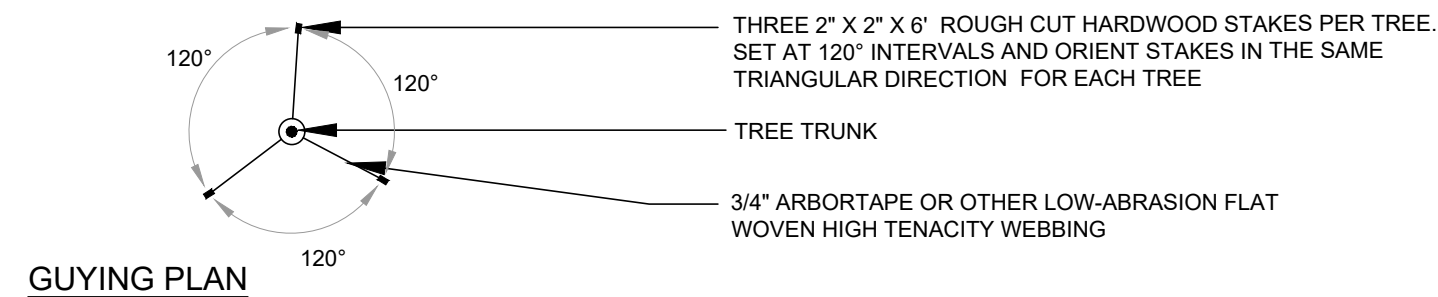 THREE 2" X 2" X 6' ROUGH CUT HARDWOOD STAKES PER TREE.
SET AT 120° INTERVALS AND ORIENT STAKES IN THE SAME
TRIANGULAR DIRECTION FOR EACH TREE
120°
120°
TREE TRUNK
3/4" ARBORTAPE OR OTHER LOW-ABRASION FLAT
WOVEN HIGH TENACITY WEBBING
120°
GUYING PLAN